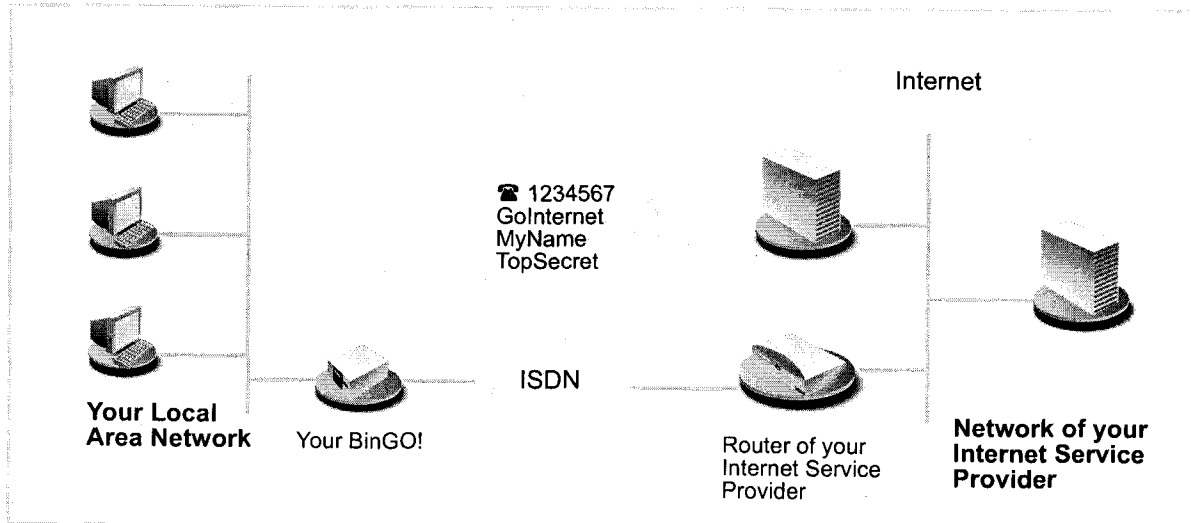 Internet
☎ 1234567
GoInternet
MyName
TopSecret
ISDN
Your Local
Area Network
Your BinGO!
Router of your
Internet Service
Provider
Network of your
Internet Service
Provider